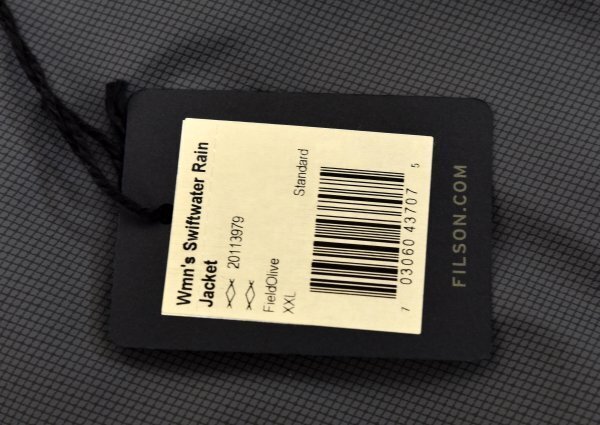 Wmn's Swiftwater Rain
Jacket
20113979
FieldOlive
XXL
Standard
7 03060 43707 5
FILSON.COM